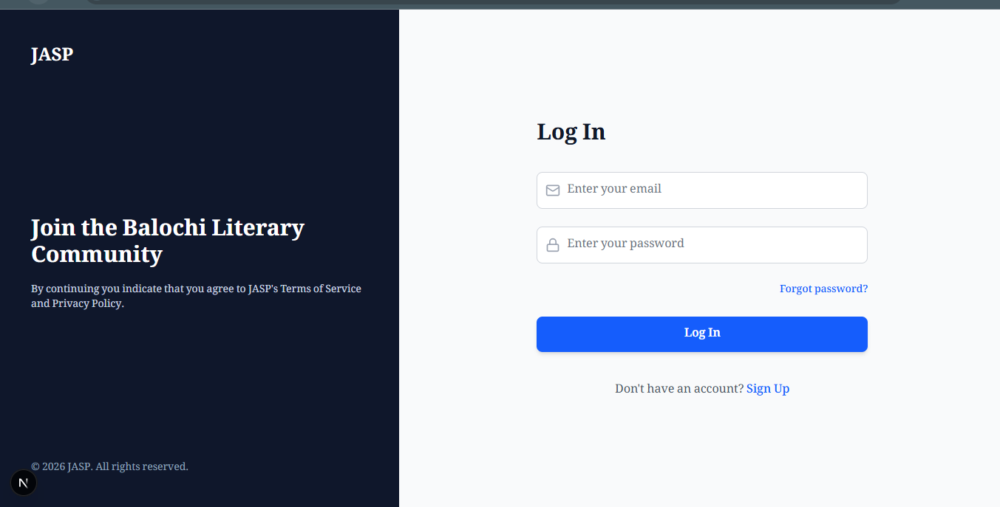 JASP
Join the Balochi Literary
Community
By continuing you indicate that you agree to JASP's Terms of Service
and Privacy Policy.
© 2026 JASP. All rights reserved.
N
Log In
Enter your email
Enter your password
Forgot password?
Log In
Don't have an account? Sign Up